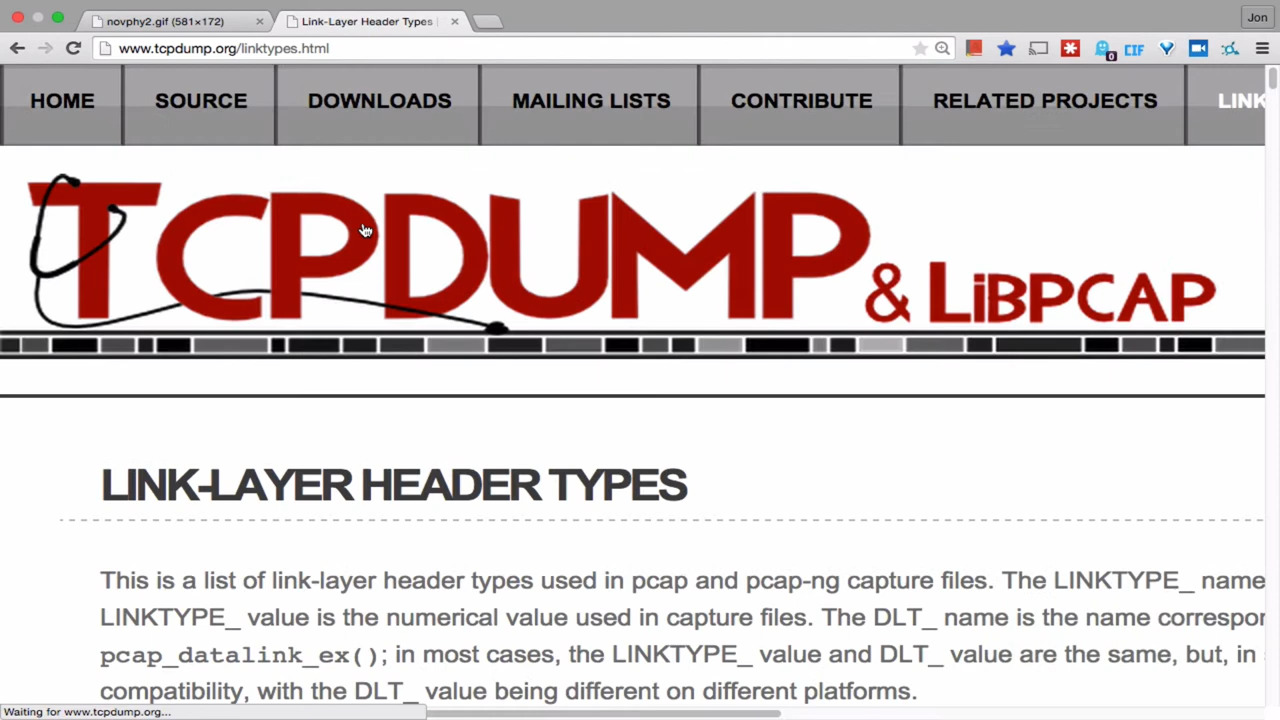 novphy2.gif (581×172)
Link-Layer Header Types |
Jon
www.tcpdump.org/linktypes.html
0
CIF
HOME
SOURCE
DOWNLOADS
MAILING LISTS
CONTRIBUTE
RELATED PROJECTS
LINK
TCPDUMP & LiBPCAP
LINK-LAYER HEADER TYPES
This is a list of link-layer header types used in pcap and pcap-ng capture files. The LINKTYPE_ name
LINKTYPE_ value is the numerical value used in capture files. The DLT_ name is the name correspon
pcap_datalink_ex(); in most cases, the LINKTYPE_ value and DLT_ value are the same, but, in s
compatibility, with the DLT_ value being different on different platforms.
Waiting for www.tcpdump.org...